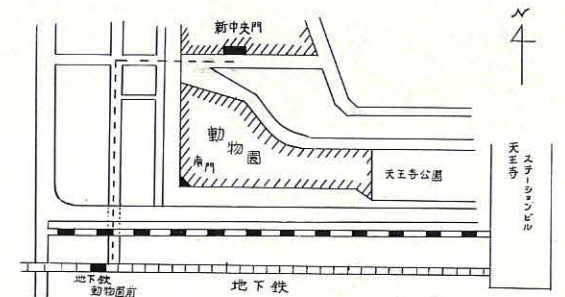 新中央門
N
動物園
南門
天王寺公園
天王寺
ステーションビル
地下鉄
動物園前
地下鉄